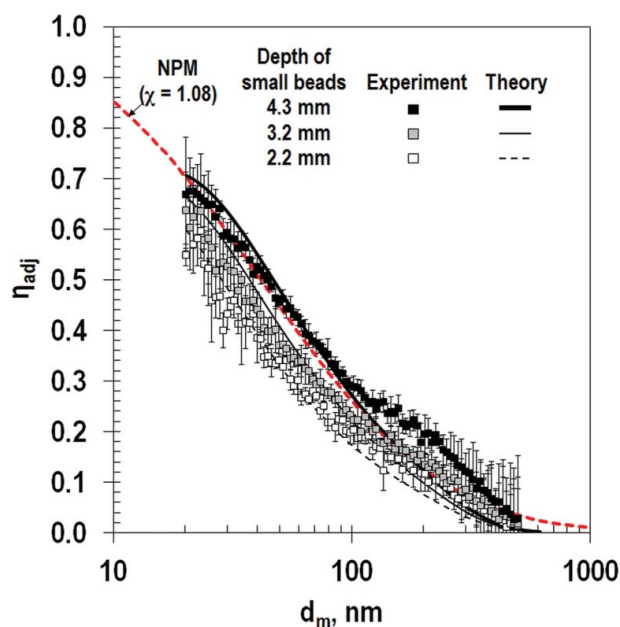 1.0
0.9
0.8
0.7
0.6
0.5
0.4
0.3
0.2
0.1
0.0
ηadj
NPM
(χ = 1.08)
Depth of
small beads Experiment Theory
4.3 mm
3.2 mm
2.2 mm
10 100 1000
dm, nm